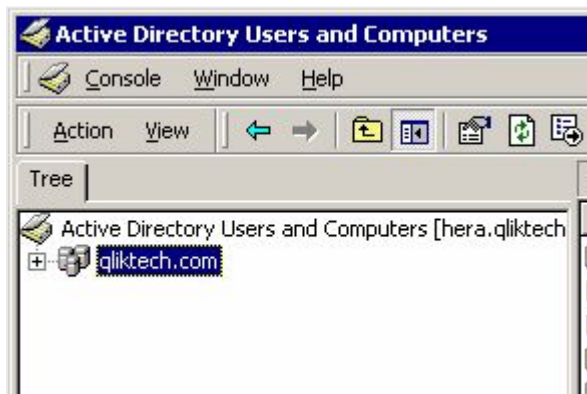 Active Directory Users and Computers
Console Window Help
Action View
Tree
Active Directory Users and Computers [hera.qliktech
qliktech.com